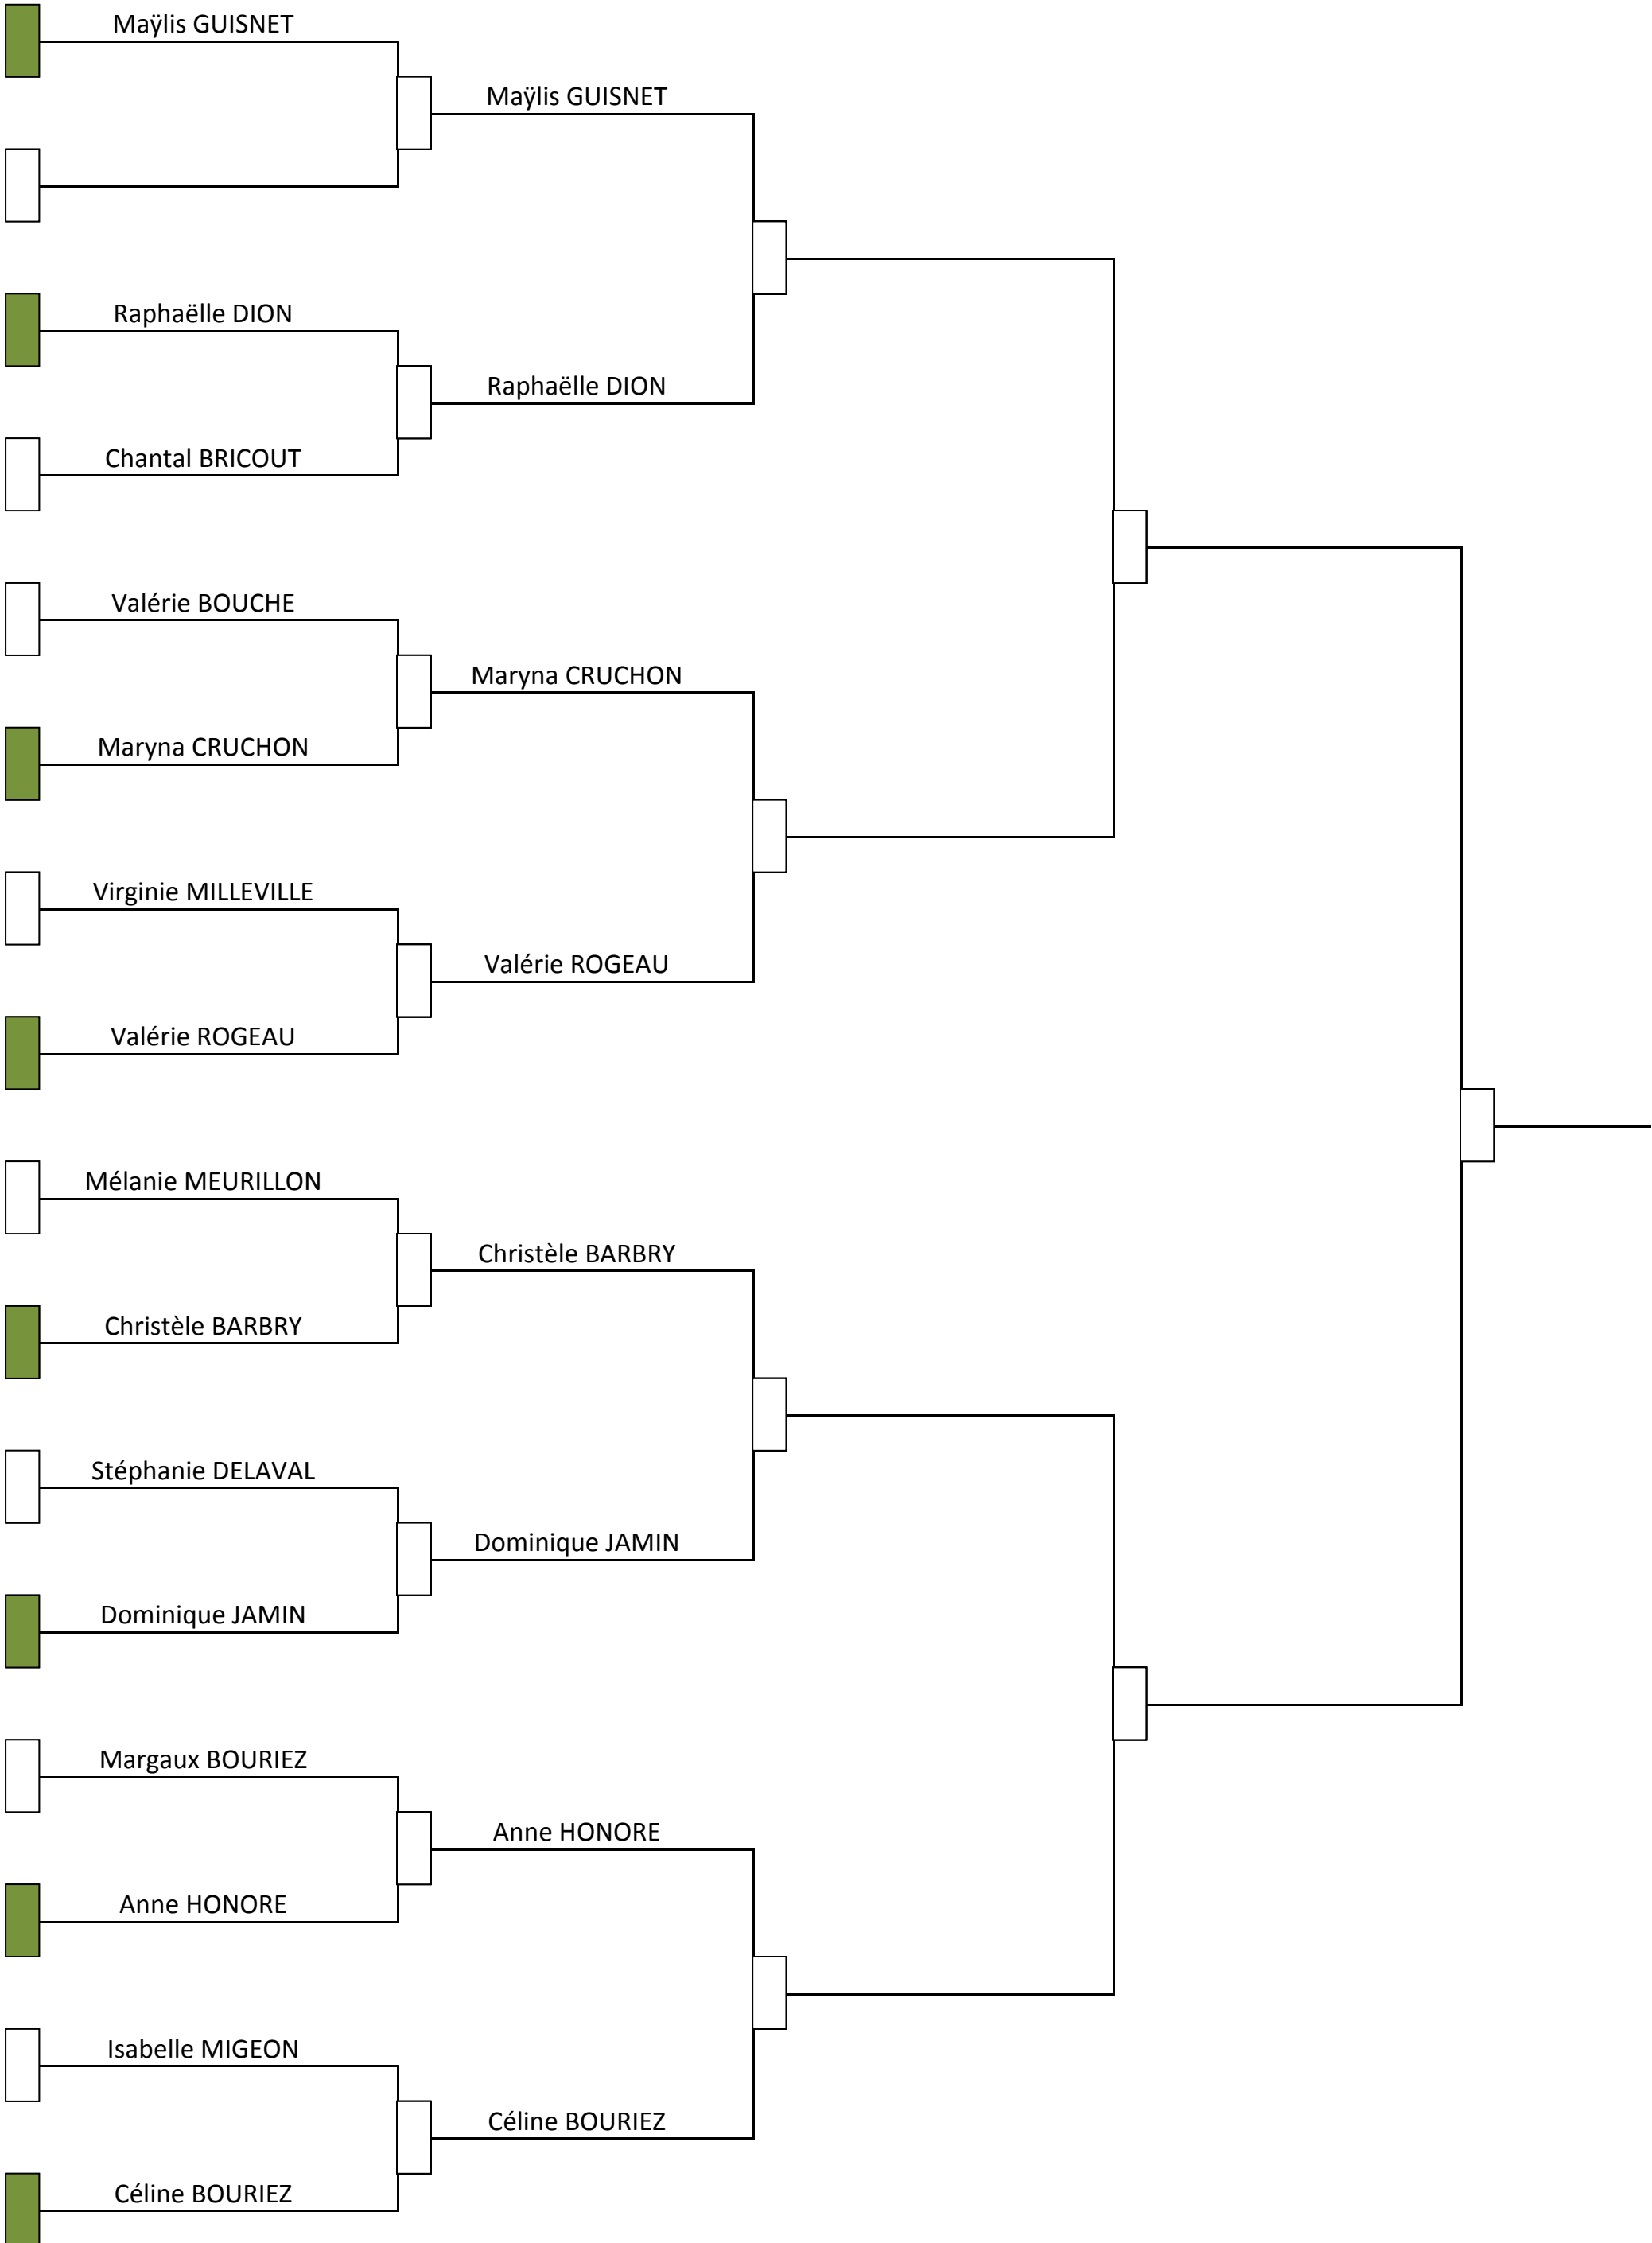 Maÿlis GUISNET
Maÿlis GUISNET
Raphaëlle DION
Raphaëlle DION
Chantal BRICOUT
Valérie BOUCHE
Maryna CRUCHON
Maryna CRUCHON
Virginie MILLEVILLE
Valérie ROGEAU
Valérie ROGEAU
Mélanie MEURILLON
Christèle BARBRY
Christèle BARBRY
Stéphanie DELAVAL
Dominique JAMIN
Dominique JAMIN
Margaux BOURIEZ
Anne HONORE
Anne HONORE
Isabelle MIGEON
Céline BOURIEZ
Céline BOURIEZ